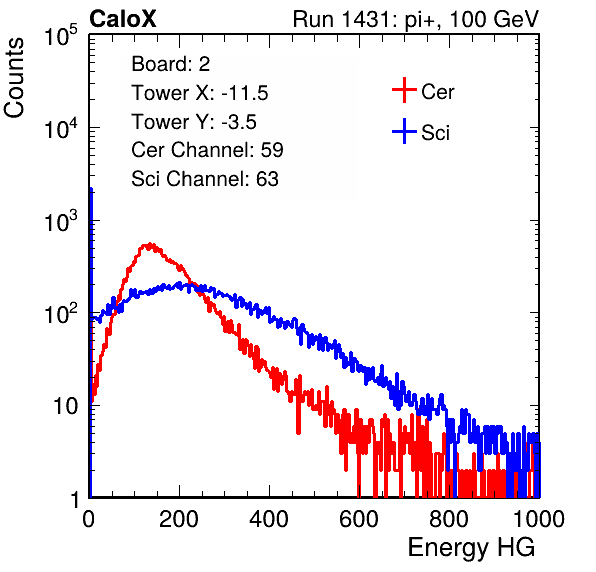 CaloX Run 1431: pi+, 100 GeV
Counts
Board: 2
Tower X: -11.5
Tower Y: -3.5
Cer Channel: 59
Sci Channel: 63
Cer
Sci
10^5
10^4
10^3
10^2
10
1
0 200 400 600 800 1000
Energy HG